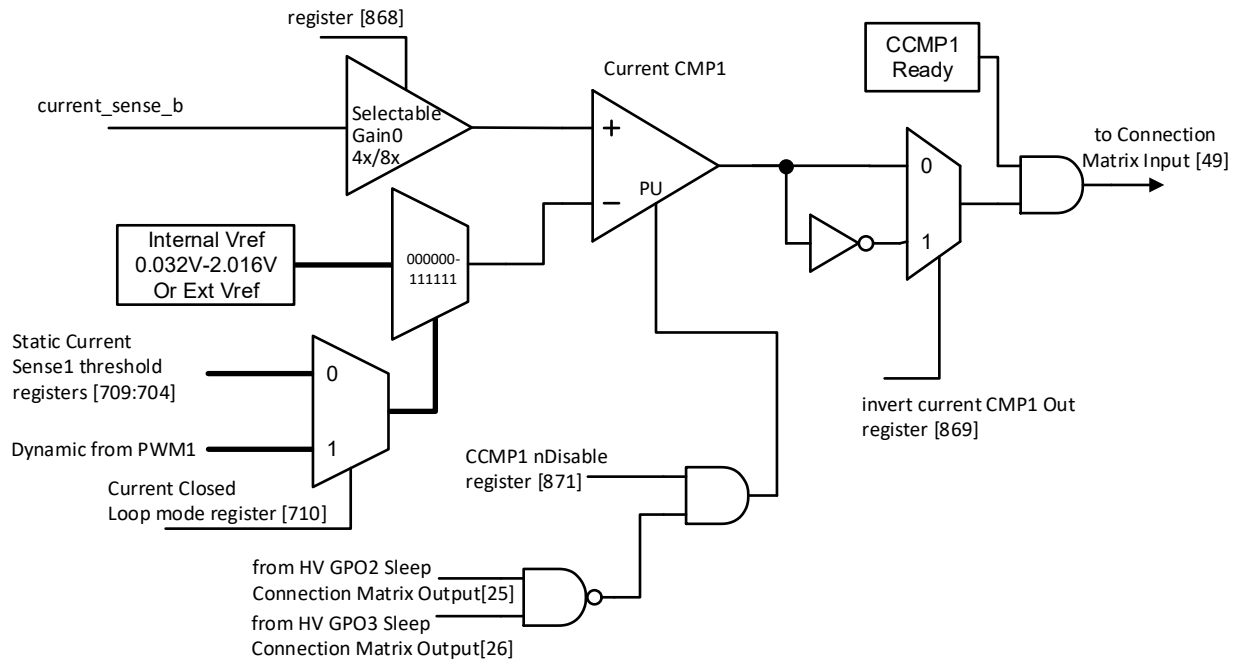 register [868]
current_sense_b
Selectable
Gain0
4x/8x
Current CMP1
+
−
PU
CCMP1
Ready
0
1
to Connection
Matrix Input [49]
Internal Vref
0.032V-2.016V
Or Ext Vref
000000-
111111
Static Current
Sense1 threshold
registers [709:704]
0
1
Dynamic from PWM1
Current Closed
Loop mode register [710]
invert current CMP1 Out
register [869]
CCMP1 nDisable
register [871]
from HV GPO2 Sleep
Connection Matrix Output[25]
from HV GPO3 Sleep
Connection Matrix Output[26]